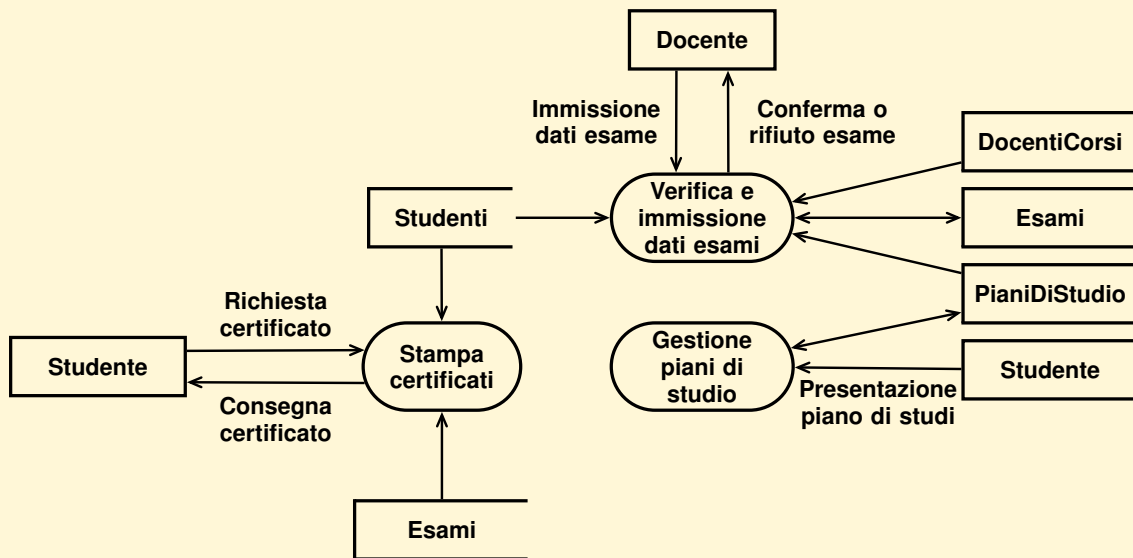 Docente
Immissione
dati esame
Conferma o
rifiuto esame
DocentiCorsi
Studenti
Verifica e
immissione
dati esami
Esami
PianiDiStudio
Richiesta
certificato
Studente
Stampa
certificati
Gestione
piani di
studio
Studente
Consegna
certificato
Presentazione
piano di studi
Esami